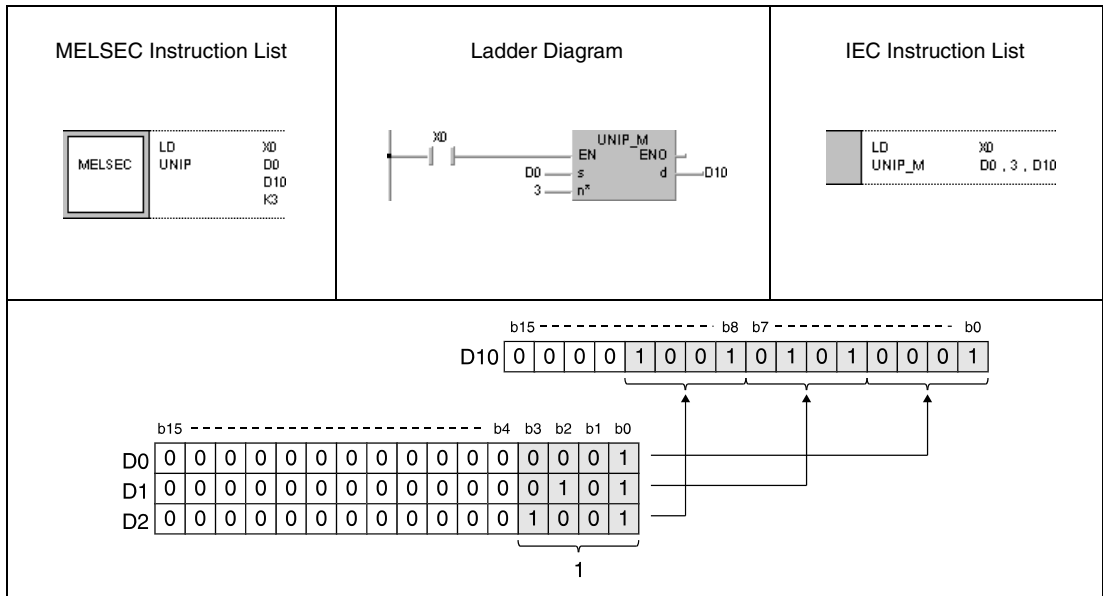 MELSEC Instruction List
Ladder Diagram
IEC Instruction List
MELSEC
LD X0
UNIP D0
D10
K3
X0
UNIP_M
EN ENO
D0 s d D10
3 n*
LD X0
UNIP_M D0 , 3 , D10
b15 b8 b7 b0
D10 0 0 0 0 1 0 0 1 0 1 0 1 0 0 0 1
b15 b4 b3 b2 b1 b0
D0 0 0 0 0 0 0 0 0 0 0 0 0 0 0 0 1
D1 0 0 0 0 0 0 0 0 0 0 0 0 0 1 0 1
D2 0 0 0 0 0 0 0 0 0 0 0 0 1 0 0 1
1